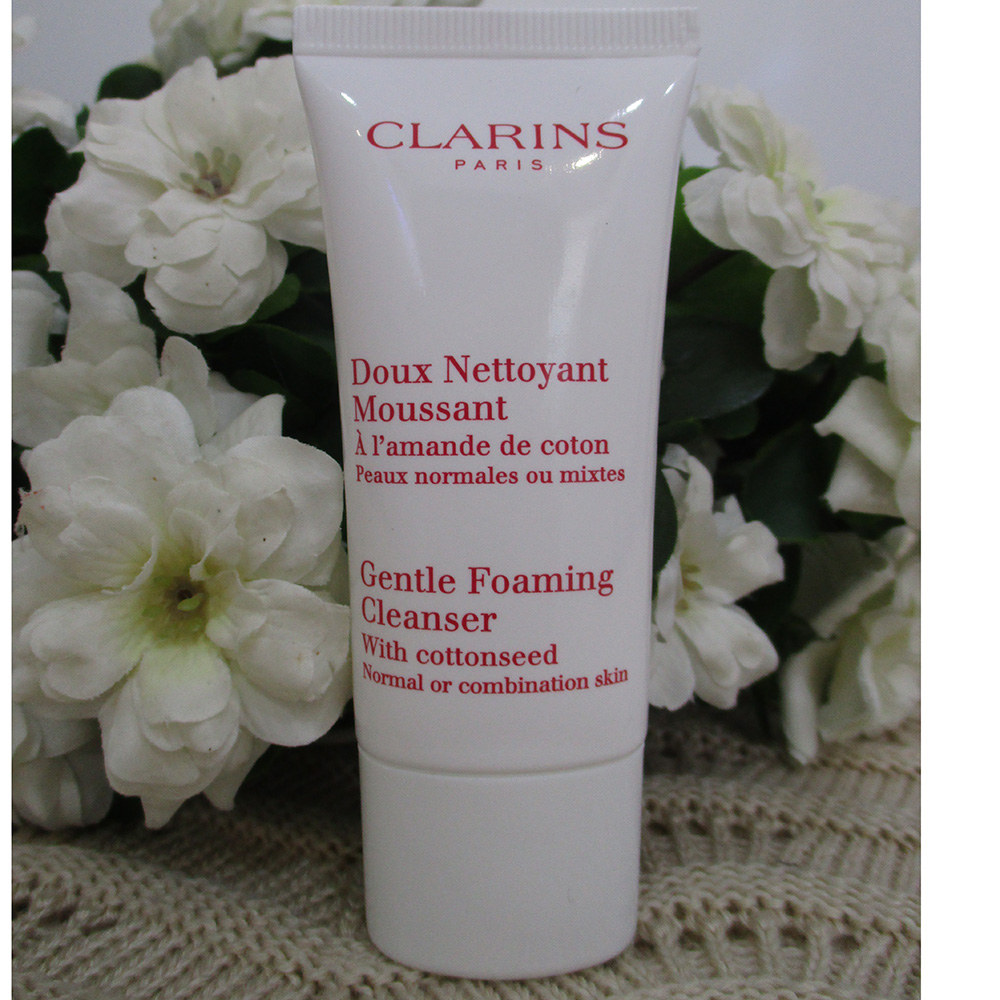 CLARINS
PARIS
Doux Nettoyant
Moussant
À l'amande de coton
Peaux normales ou mixtes
Gentle Foaming
Cleanser
With cottonseed
Normal or combination skin